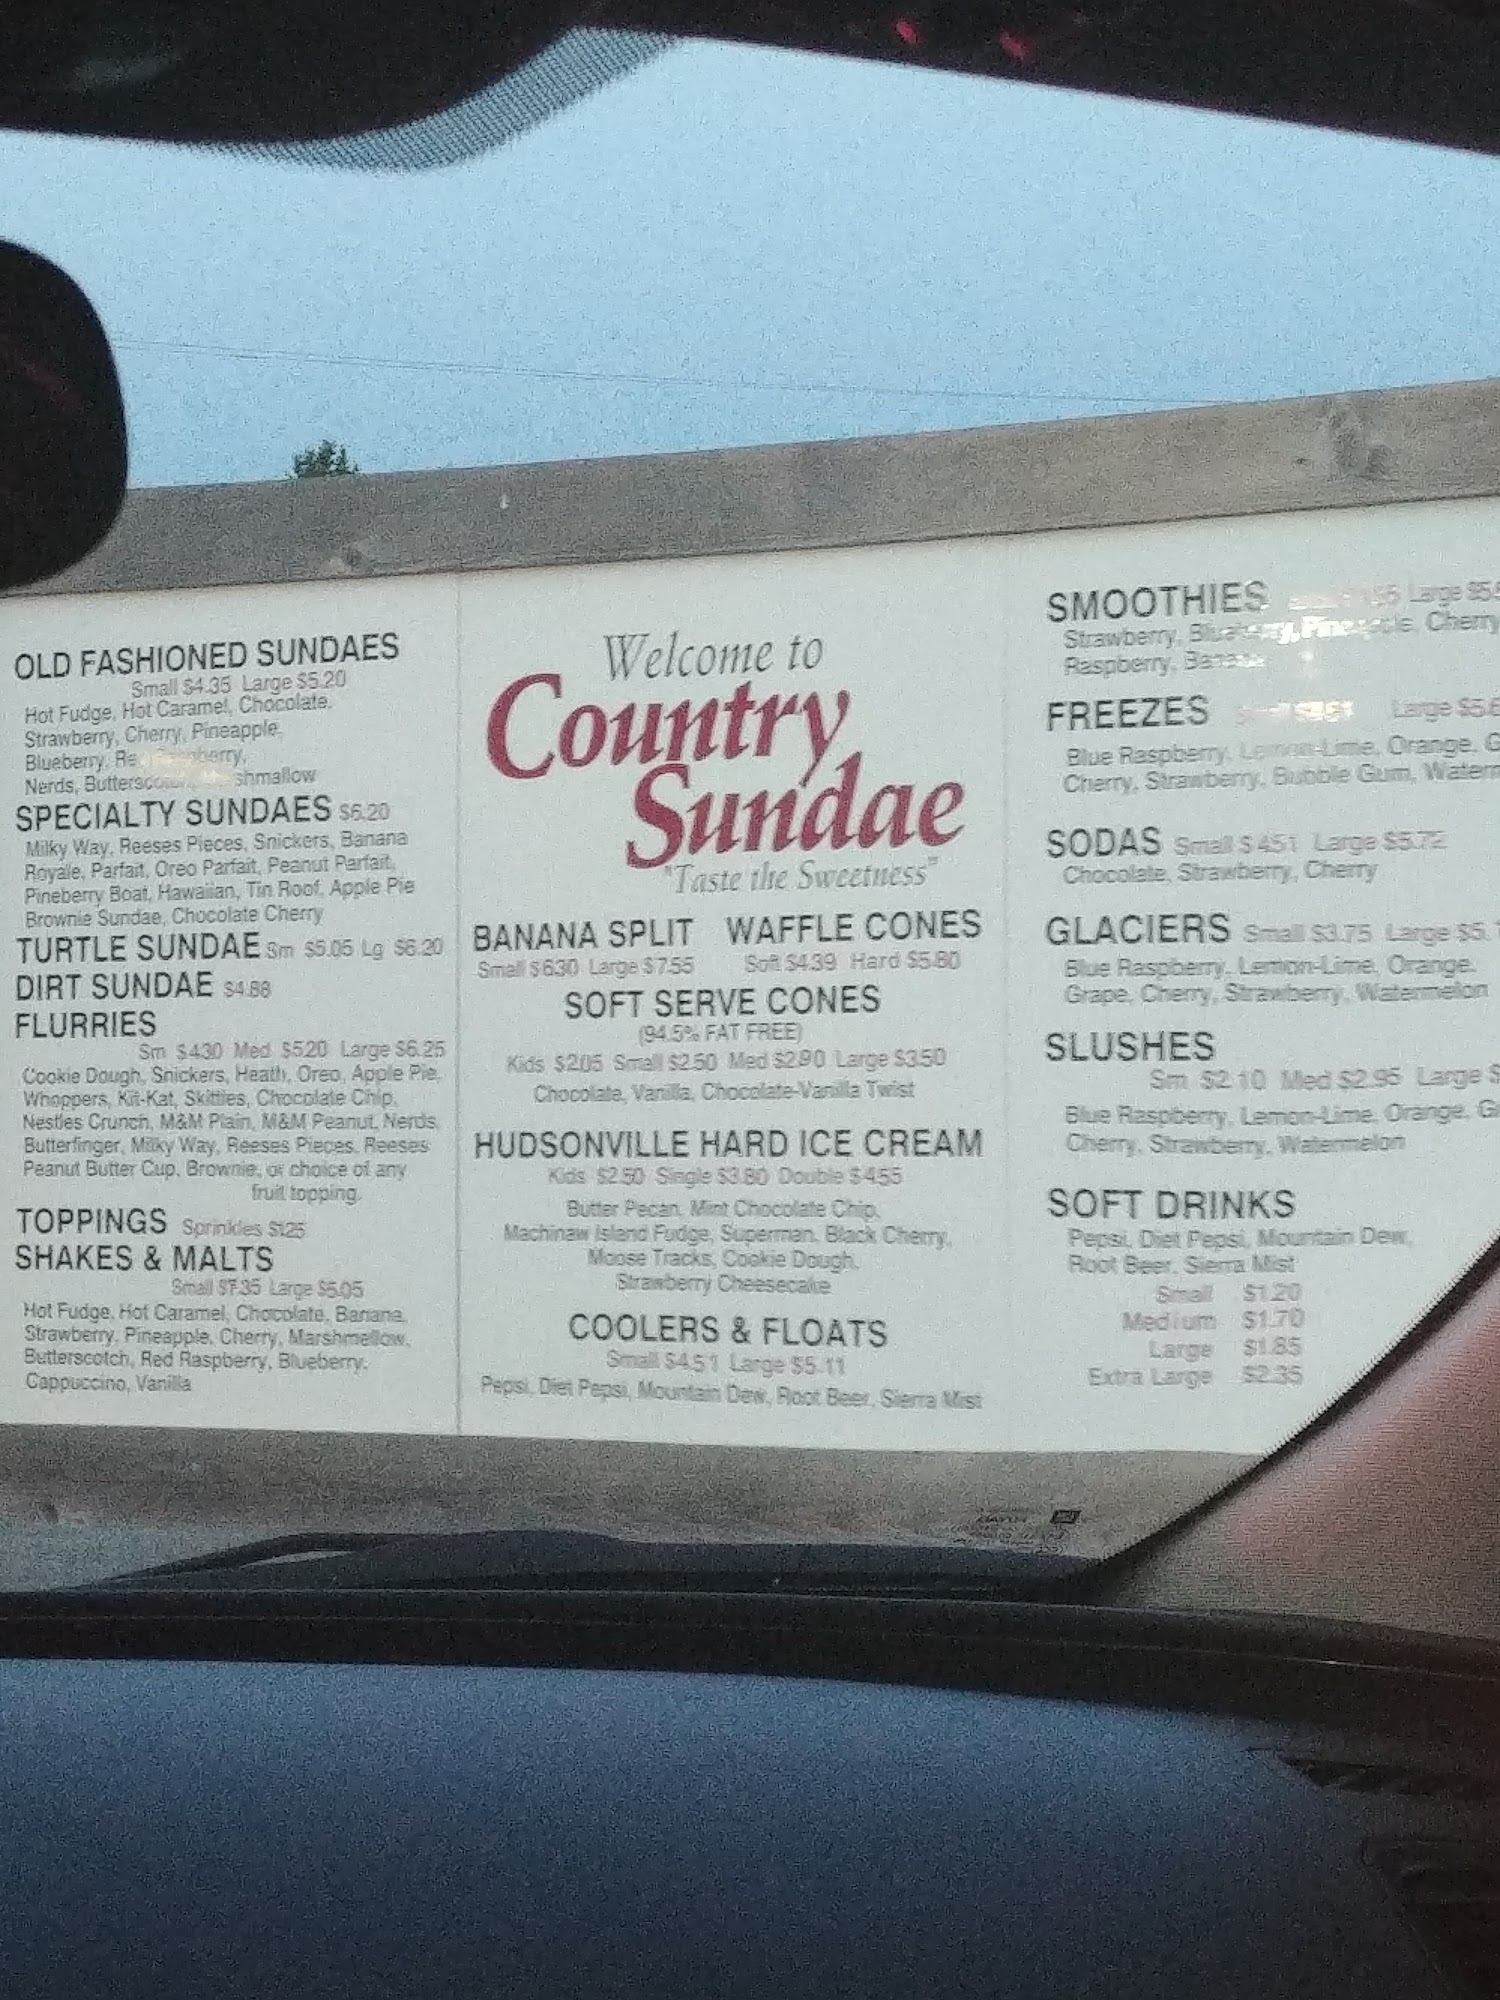 OLD FASHIONED SUNDAES
Small $4.35 Large $5.20
Hot Fudge, Hot Caramel, Chocolate,
Strawberry, Cherry, Pineapple,
Blueberry,
Nerds,
SPECIALTY SUNDAES $6.20
Milky Way, Reeses Pieces, Snickers, Banana
Royale, Parfait, Oreo Parfait, Peanut Parfait,
Pineberry Boat, Hawaiian, Tin Roof, Apple Pie
Brownie Sundae, Chocolate Cherry
TURTLE SUNDAE Sm $5.05 Lg $6.20
DIRT SUNDAE $4.88
FLURRIES
Sm $4.30 Med $5.20 Large $6.25
Cookie Dough, Snickers, Heath, Oreo, Apple Pie,
Whoppers, Kit-Kat, Skittles, Chocolate Chip,
Nestles Crunch, M&M Plain, M&M Peanut, Nerds,
Butterfinger, Milky Way, Reeses Pieces, Reeses
Peanut Butter Cup, Brownie, or choice of any
fruit topping.
TOPPINGS Sprinkles $1.25
SHAKES & MALTS
Small Large $5.05
Hot Fudge, Hot Caramel, Chocolate, Banana,
Strawberry, Pineapple, Cherry, Marshmellow,
Butterscotch, Red Raspberry, Blueberry,
Cappuccino, Vanilla
Welcome to
Country
Sundae
"Taste the Sweetness"
BANANA SPLIT WAFFLE CONES
Small $6.30 Large $7.55 Soft $4.39 Hard $5.80
SOFT SERVE CONES
(94.5% FAT FREE)
Kids $2.05 Small $2.50 Med $2.90 Large $3.50
Chocolate, Vanilla, Chocolate-Vanilla Twist
HUDSONVILLE HARD ICE CREAM
Kids $2.50 Single $3.80 Double $4.55
Butter Pecan, Mint Chocolate Chip,
Machinaw Island Fudge, Superman, Black Cherry,
Moose Tracks, Cookie Dough,
Strawberry Cheesecake
COOLERS & FLOATS
Small $4.51 Large $5.11
Pepsi, Diet Pepsi, Mountain Dew, Root Beer, Sierra Mist
SMOOTHIES Large
Strawberry, Cherry
Raspberry,
FREEZES Large
Blue Raspberry, Lemon-Lime, Orange,
Cherry, Strawberry, Bubble Gum,
SODAS Small $4.51 Large $5.72
Chocolate, Strawberry, Cherry
GLACIERS Small $3.75 Large
Blue Raspberry, Lemon-Lime, Orange,
Grape, Cherry, Strawberry, Watermelon
SLUSHES
Sm $2.10 Med $2.95 Large
Blue Raspberry, Lemon-Lime, Orange,
Cherry, Strawberry, Watermelon
SOFT DRINKS
Pepsi, Diet Pepsi, Mountain Dew,
Root Beer, Sierra Mist
Small $1.20
Medium $1.70
Large $1.85
Extra Large $2.35